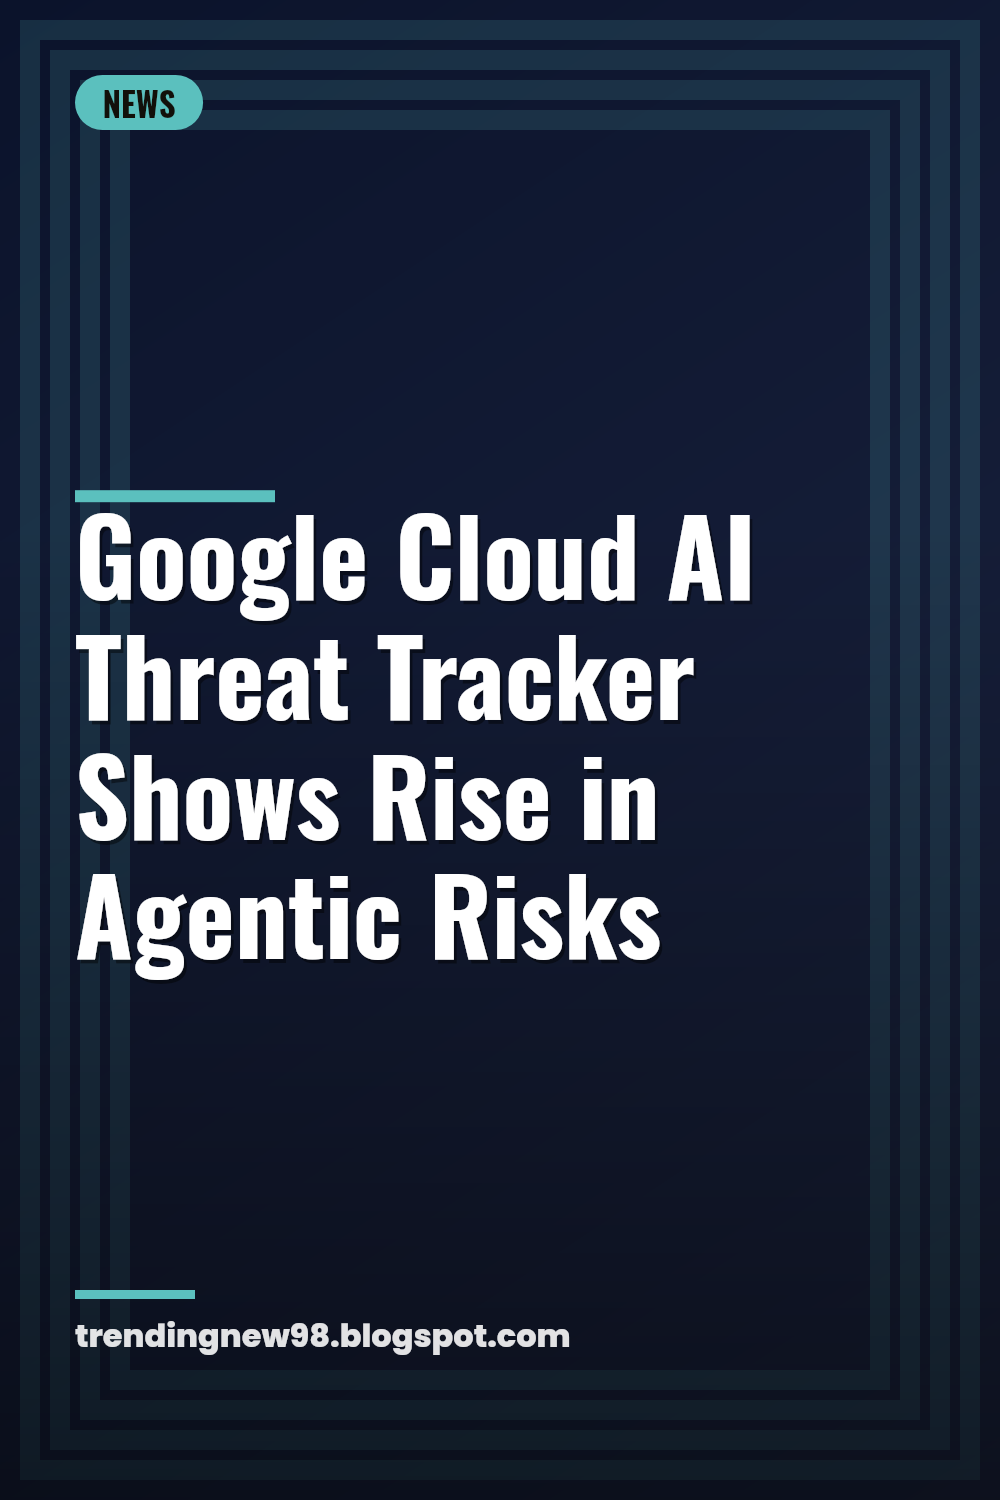 NEWS
Google Cloud AI
Threat Tracker
Shows Rise in
Agentic Risks
trendingnew98.blogspot.com